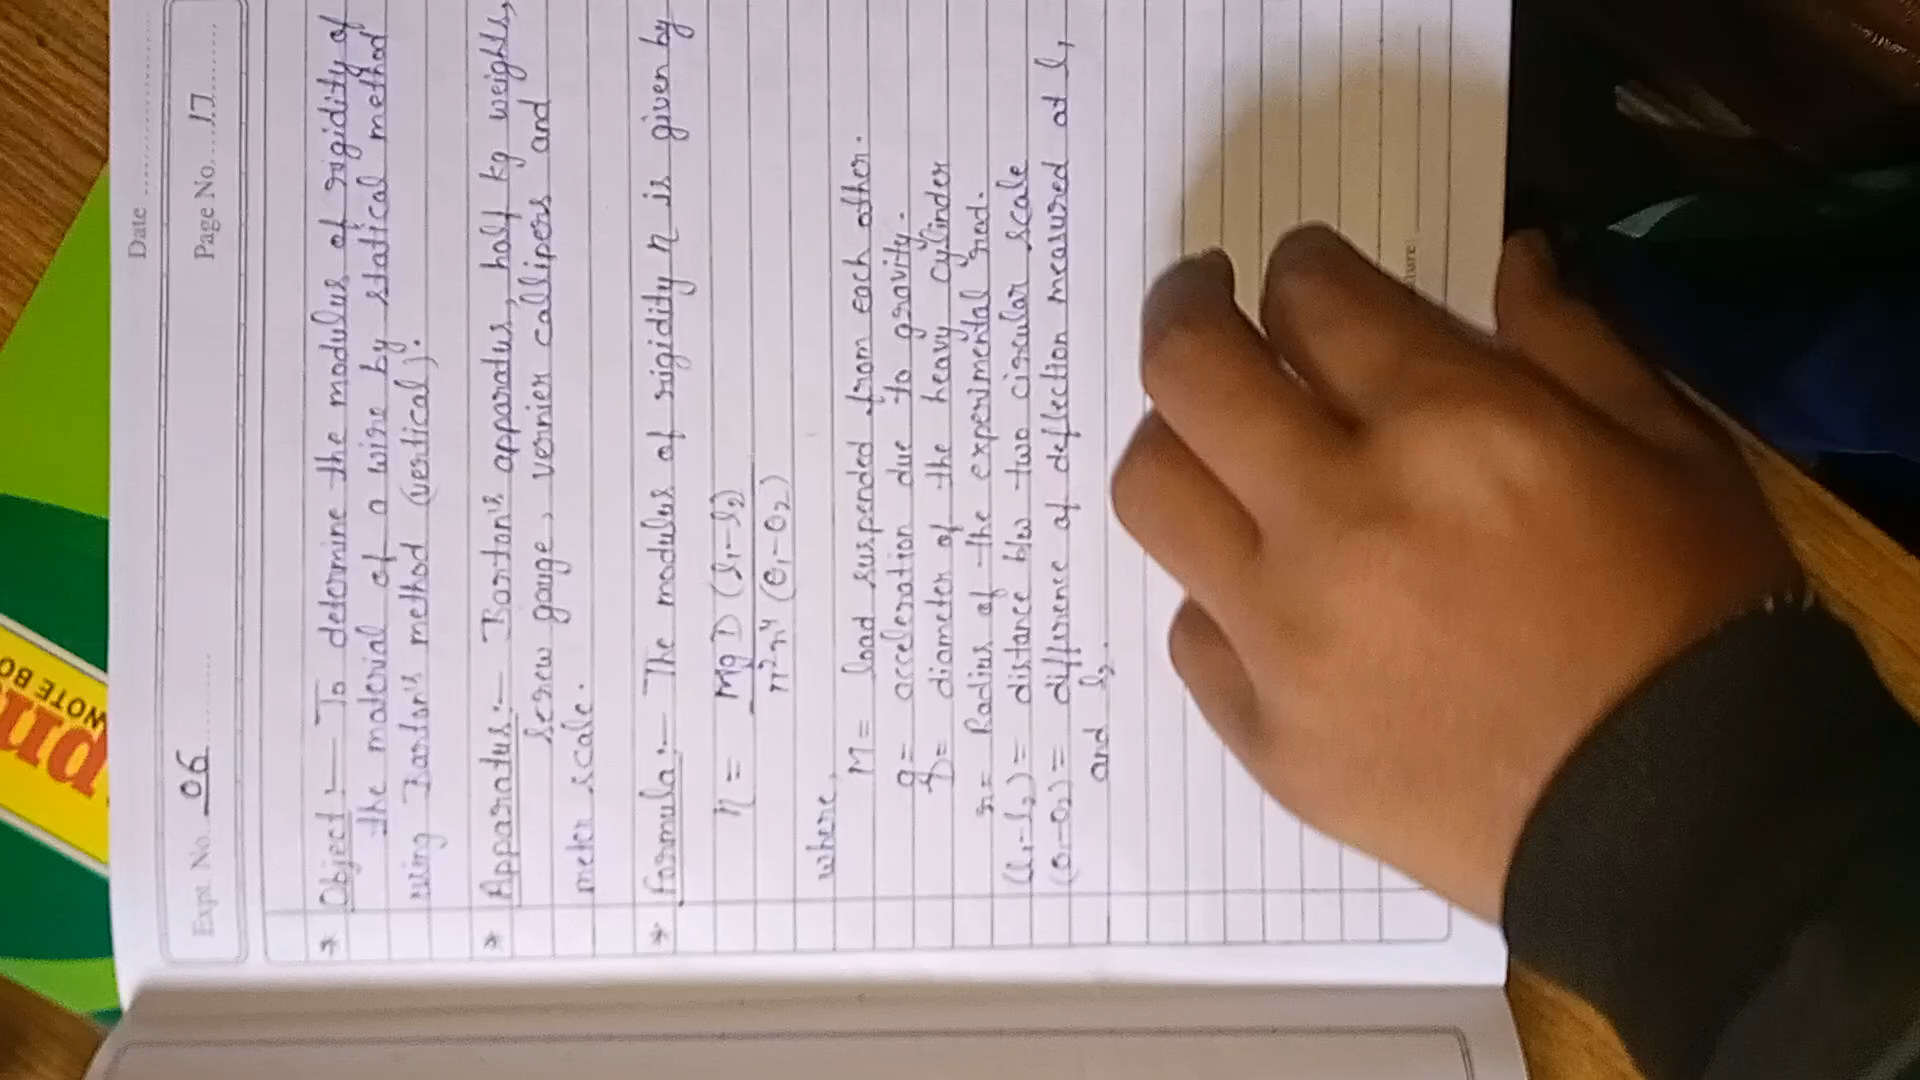 Date
Expt. No. 06
Page No. 17
* Object :- To determine the modulus of rigidity of
the material of a wire by statical method
using Barton's method (vertical).
* Apparatus :- Barton's apparatus, half kg weights,
screw gauge, vernier callipers and
meter scale.
* Formula :- The modulus of rigidity η is given by
η = MgD (l₁-l₂)
π²r⁴ (θ₁-θ₂)
where,
M = load suspended from each other.
g = acceleration due to gravity.
D = diameter of the heavy cylinder
r = Radius of the experimental rod.
(l₁-l₂) = distance b/w two circular scale
(θ₁-θ₂) = difference of deflection measured at l₁
and l₂.
NOTE BO